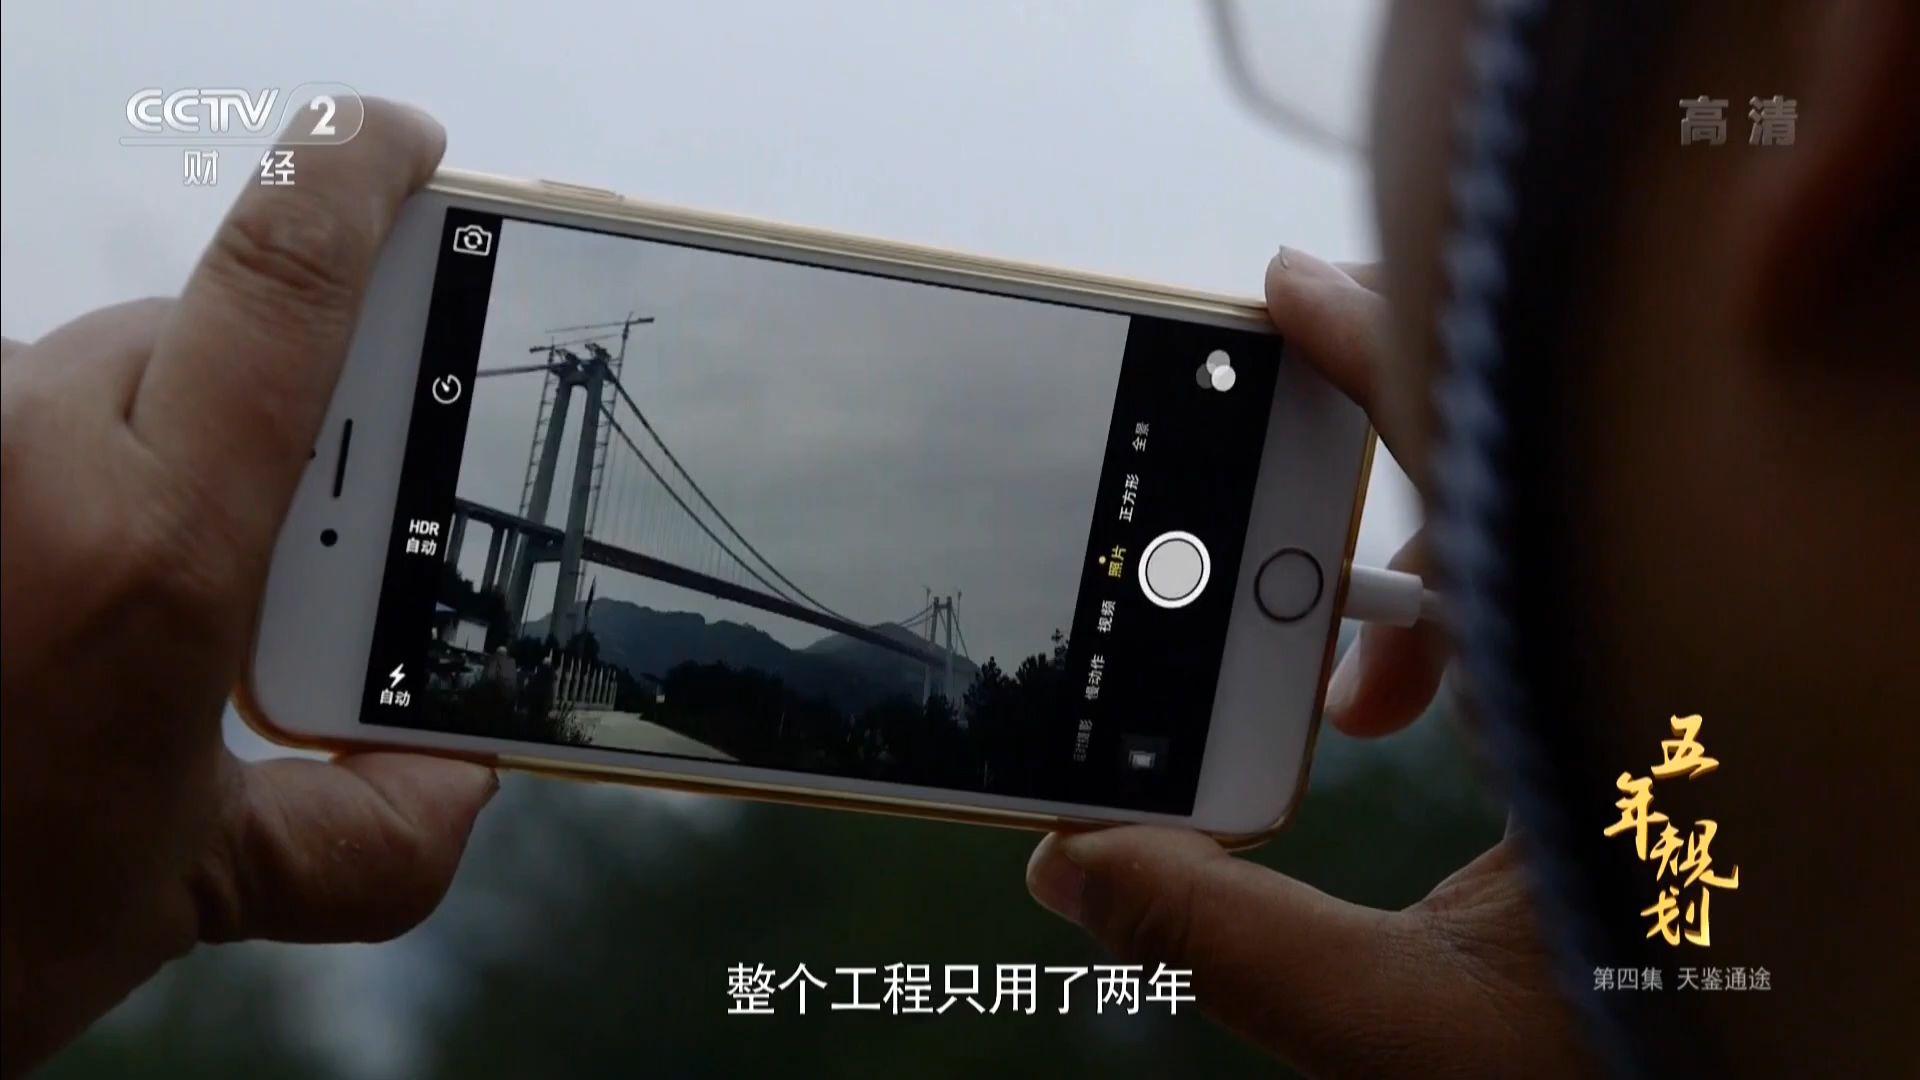 CCTV 2
财经
高清
HDR
自动
自动
全景
正方形
照片
视频
慢动作
五年规划
第四集 天鉴通途
整个工程只用了两年